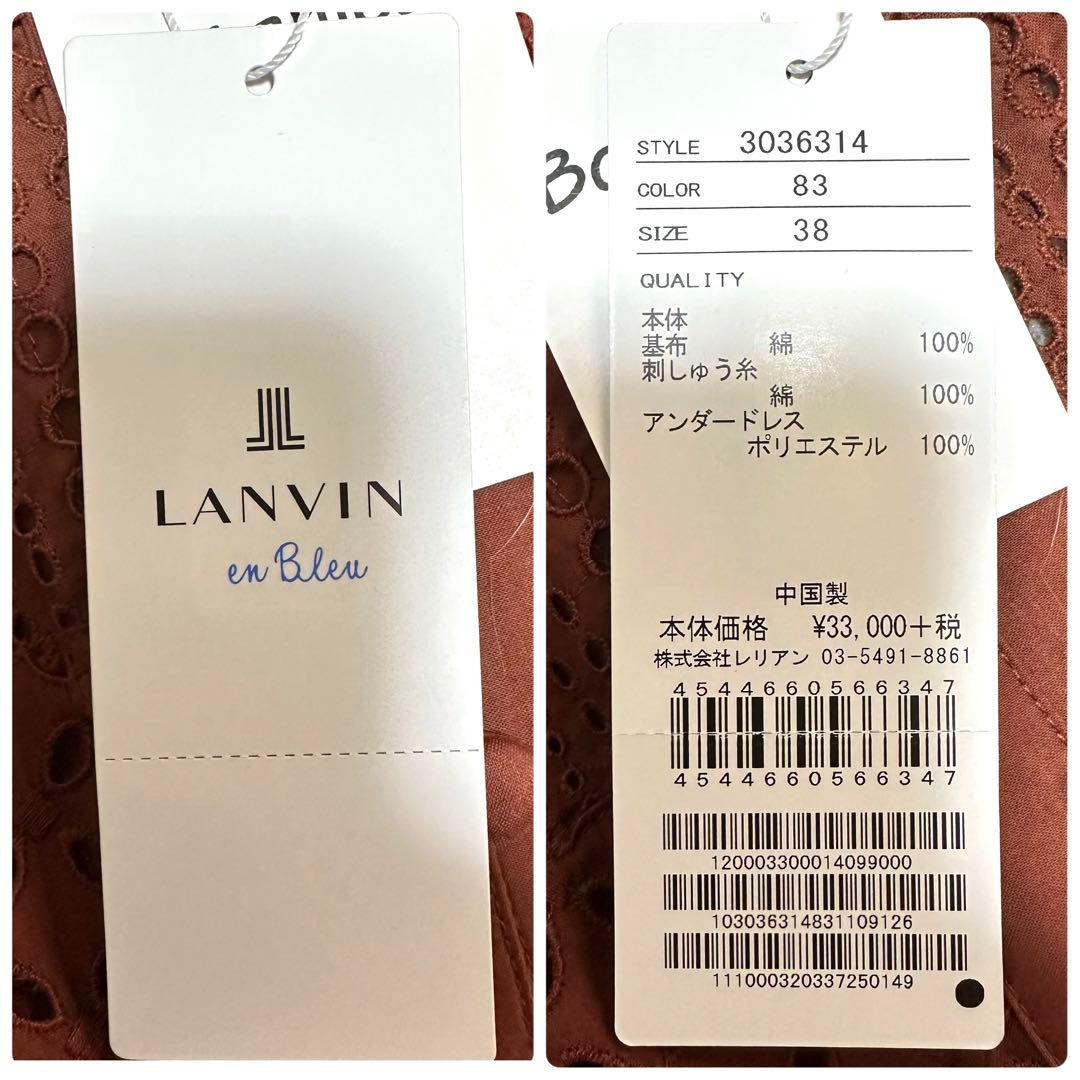 LANVIN
en Bleu
STYLE 3036314
COLOR 83
SIZE 38
QUALITY
本体
基布 綿 100%
刺しゅう糸
綿 100%
アンダードレス
ポリエステル 100%
中国製
本体価格 ¥33,000+税
株式会社レリアン 03-5491-8861
4544660566347
4544660566347
120003300014099000
103036314831109126
111000320337250149